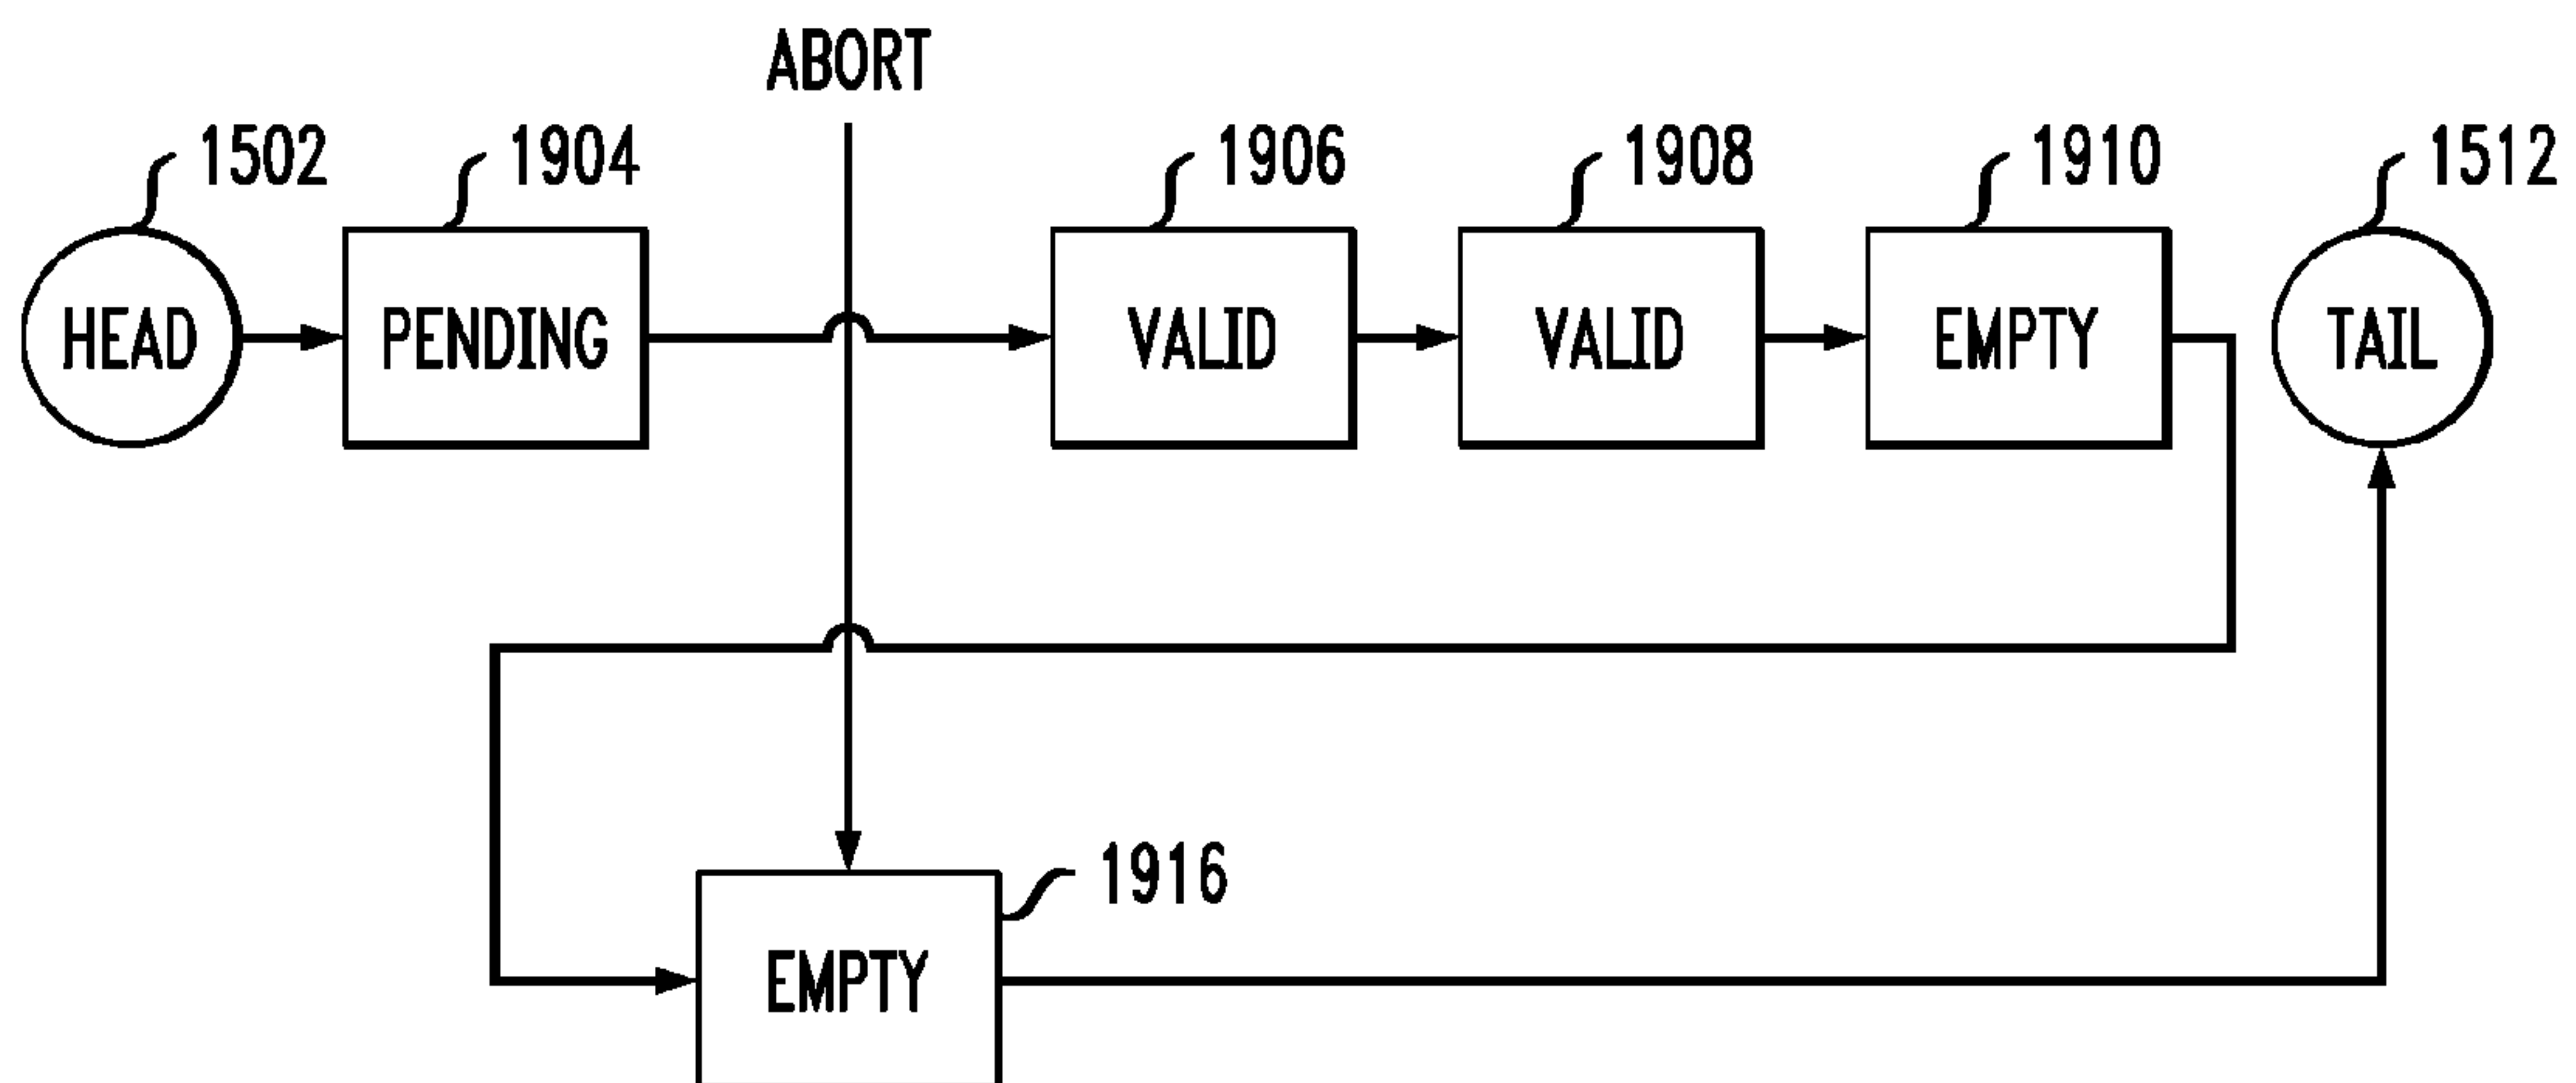 ABORT
1502 1904 1906 1908 1910 1512
HEAD PENDING VALID VALID EMPTY TAIL
1916
EMPTY